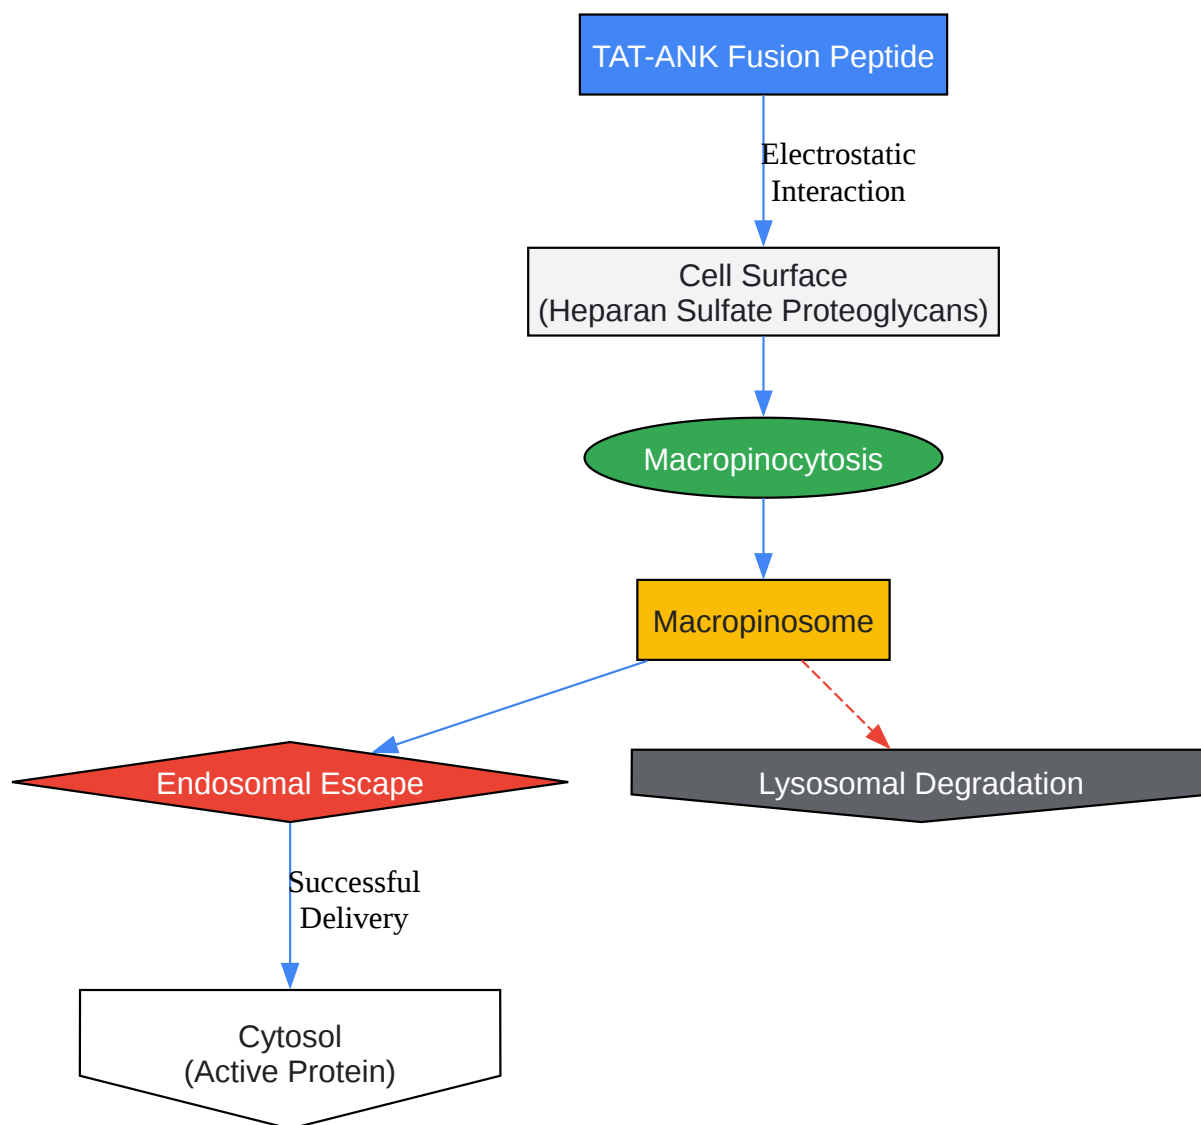 TAT-ANK Fusion Peptide
Electrostatic
Interaction
Cell Surface
(Heparan Sulfate Proteoglycans)
Macropinocytosis
Macropinosome
Endosomal Escape
Lysosomal Degradation
Successful
Delivery
Cytosol
(Active Protein)